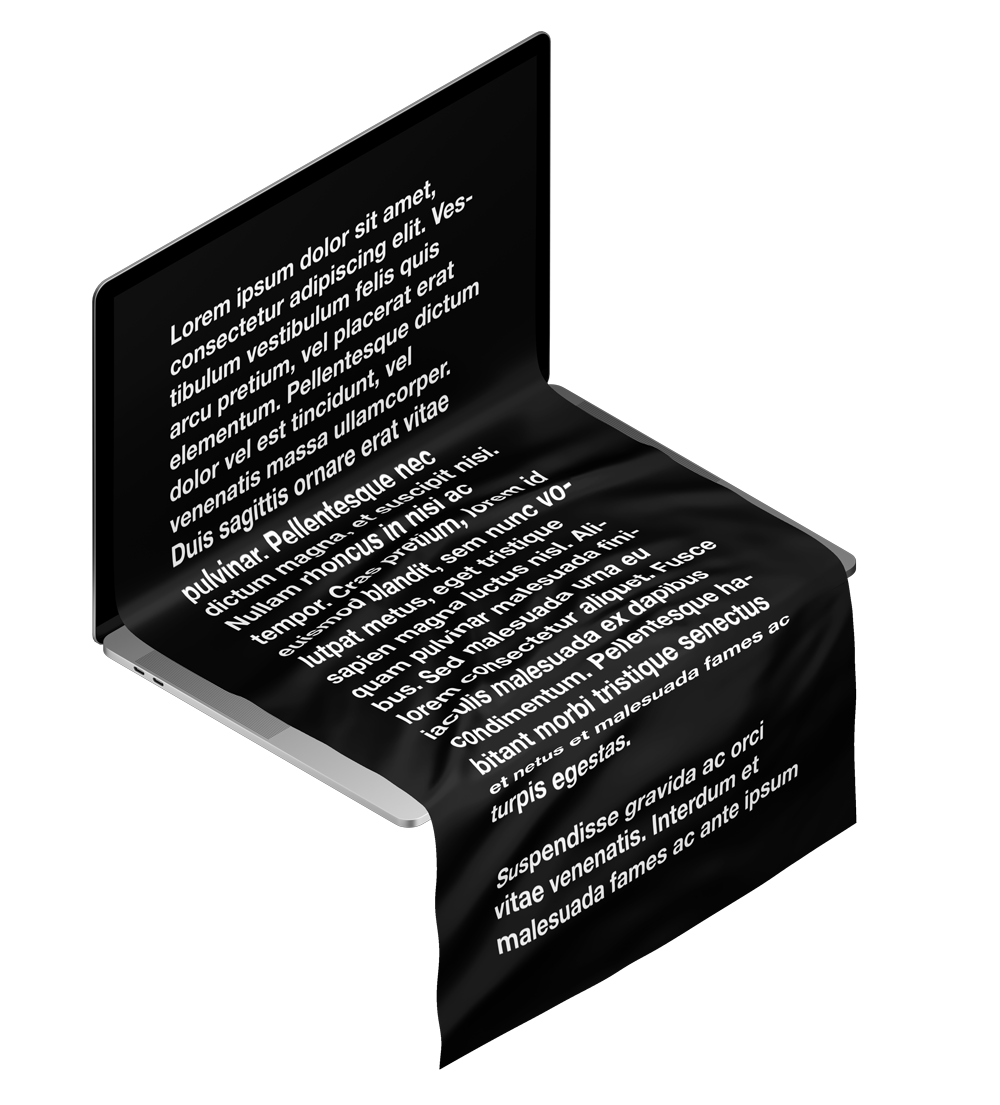 Lorem ipsum dolor sit amet,
consectetur adipiscing elit. Ves-
tibulum vestibulum felis quis
arcu pretium, vel placerat erat
elementum. Pellentesque dictum
dolor vel est tincidunt, vel
venenatis massa ullamcorper.
Duis sagittis ornare erat vitae
pulvinar. Pellentesque nec
dictum magna, et suscipit nisi.
Nullam rhoncus in nisi ac
tempor. Cras pretium, lorem id
euismod blandit, sem nunc vo-
lutpat metus, eget tristique
sapien magna luctus nisl. Ali-
quam pulvinar malesuada fini-
bus. Sed malesuada urna eu
lorem consectetur aliquet. Fusce
iaculis malesuada ex dapibus
condimentum. Pellentesque ha-
bitant morbi tristique senectus
et netus et malesuada fames ac
turpis egestas.
Suspendisse gravida ac orci
vitae venenatis. Interdum et
malesuada fames ac ante ipsum